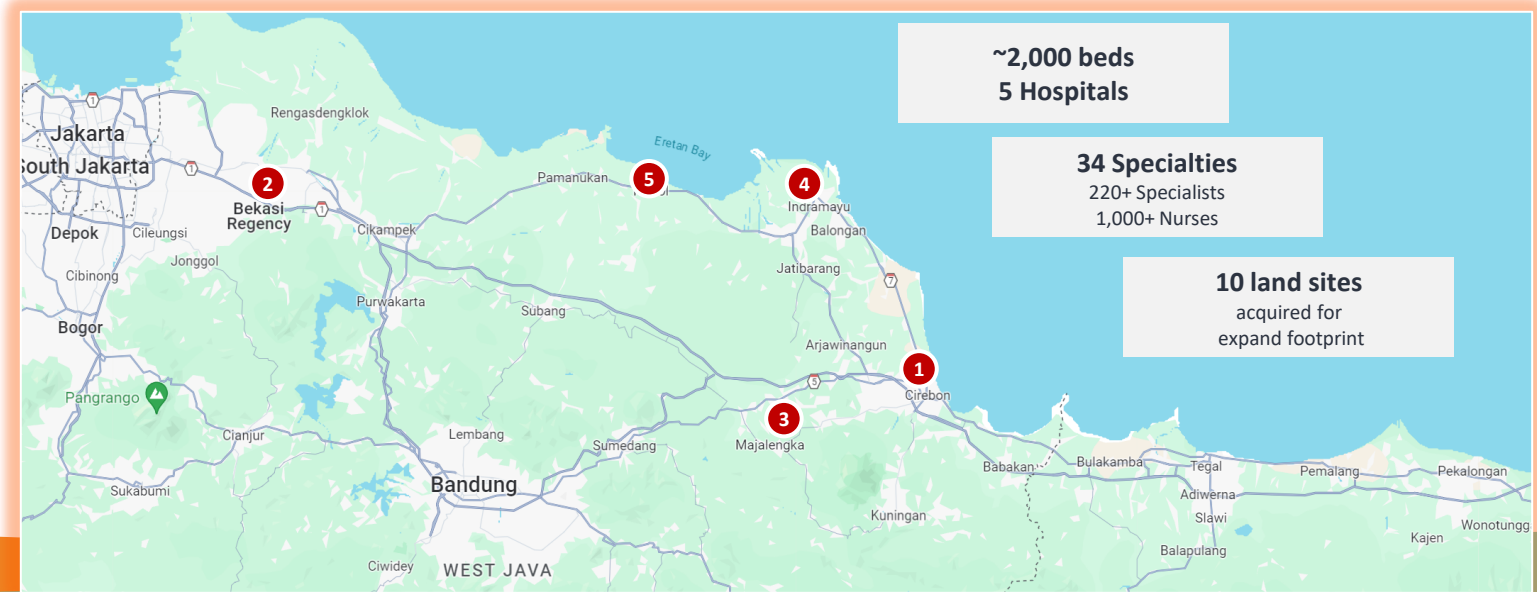 ~2,000 beds
5 Hospitals
34 Specialties
220+ Specialists
1,000+ Nurses
10 land sites
acquired for
expand footprint
Rengasdengklok
1
Jakarta
South Jakarta
1
Eretan Bay
2
Pamanukan
5
4
Bekasi
Regency
1
Indramayu
Depok
Cileungsi
Cikampek
Balongan
Jonggol
Jatibarang
Cibinong
7
Purwakarta
Subang
Bogor
Arjawinangun
1
5
Cirebon
Pangrango
3
Cianjur
Lembang
Sumedang
Majalengka
Babakan
Bulakamba
Tegal
Pemalang
Pekalongan
Sukabumi
Bandung
Adiwerna
Kuningan
Slawi
Wonotungg
Kajen
Balapulang
Ciwidey
WEST JAVA